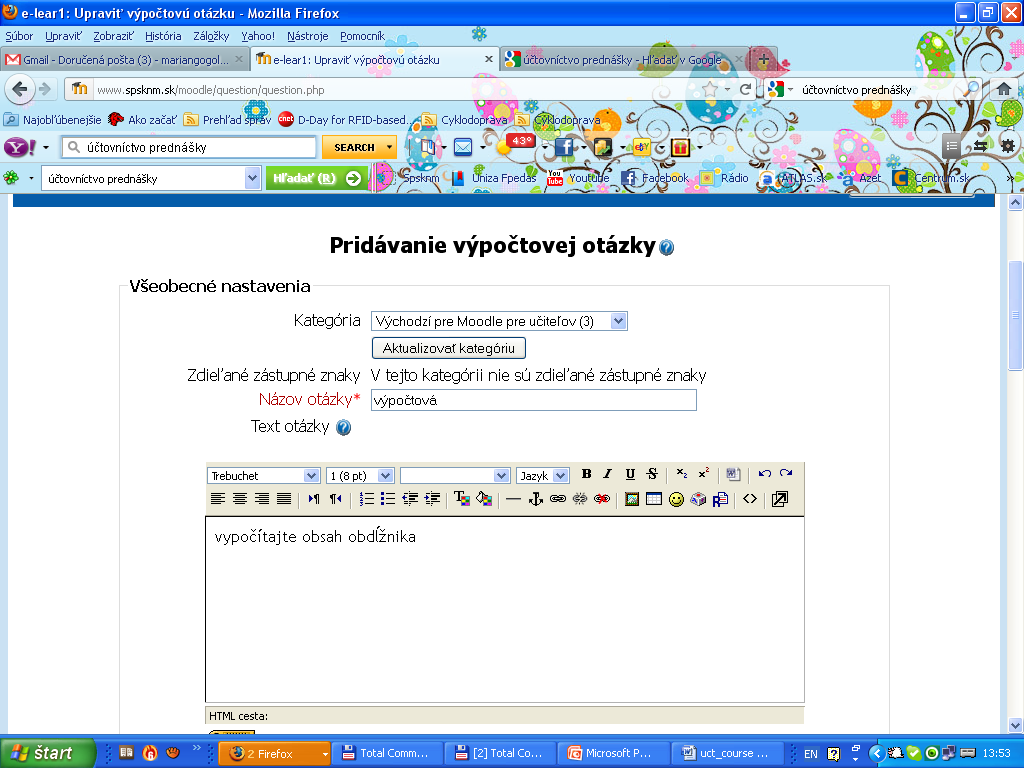 e-lear1: Upraviť výpočtovú otázku - Mozilla Firefox
Súbor Upraviť Zobraziť História Záložky Yahoo! Nástroje Pomocník
Gmail - Doručená pošta (3) - mariangogol... e-lear1: Upraviť výpočtovú otázku účtovníctvo prednášky - Hľadať v Google
www.spsknm.sk/moodle/question/question.php účtovníctvo prednášky
Najobľúbenejšie Ako začať Prehľad správ cnet D-Day for RFID-based... Cyklodoprava Cyklodoprava
Y! účtovníctvo prednášky SEARCH 43° eBY
účtovníctvo prednášky Hľadať (R) Spsknm Uniza Fpedas Youtube Facebook Rádio ATLAS.sk Azet Centrum.sk
Pridávanie výpočtovej otázky
Všeobecné nastavenia
Kategória Východzí pre Moodle pre učiteľov (3)
Aktualizovať kategóriu
Zdieľané zástupné znaky V tejto kategórii nie sú zdieľané zástupné znaky
Názov otázky* výpočtová
Text otázky
Trebuchet 1 (8 pt) Jazyk B I U S
vypočítajte obsah obdĺžnika
HTML cesta:
štart 2 Firefox Total Comm... [2] Total Co... Microsoft P... uct_course ... EN 13:53